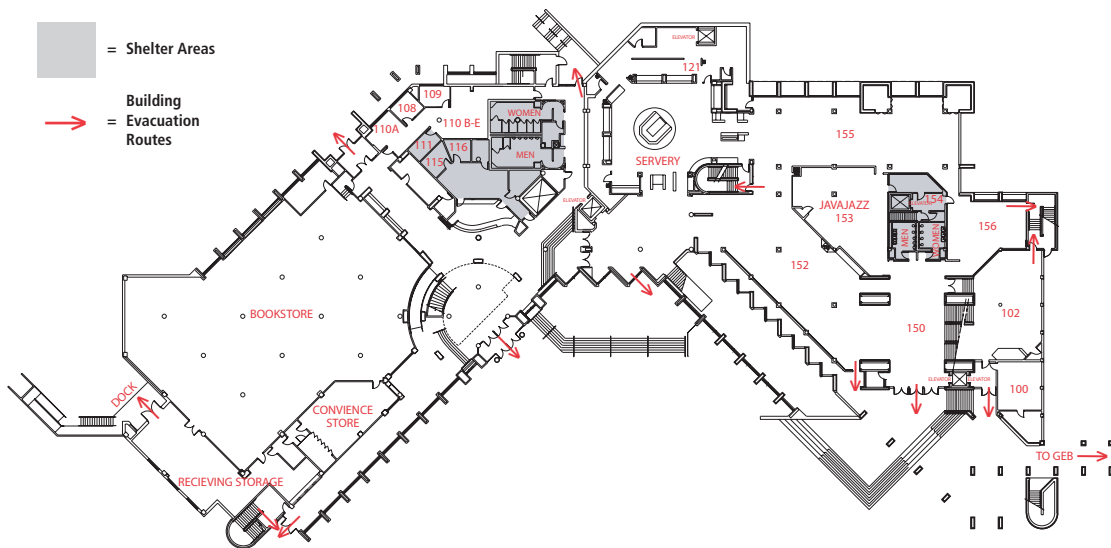 = Shelter Areas
Building
= Evacuation
Routes
ELEVATOR
121
109
108
110A
110 B-E
WOMEN
111
116
115
MEN
SERVERY
155
ELEVATOR
JAVAJAZZ
153
154
MEN
WOMEN
156
152
BOOKSTORE
150
102
ELEVATOR
ELEVATOR
100
DOCK
CONVIENCE
STORE
RECIEVING STORAGE
TO GEB